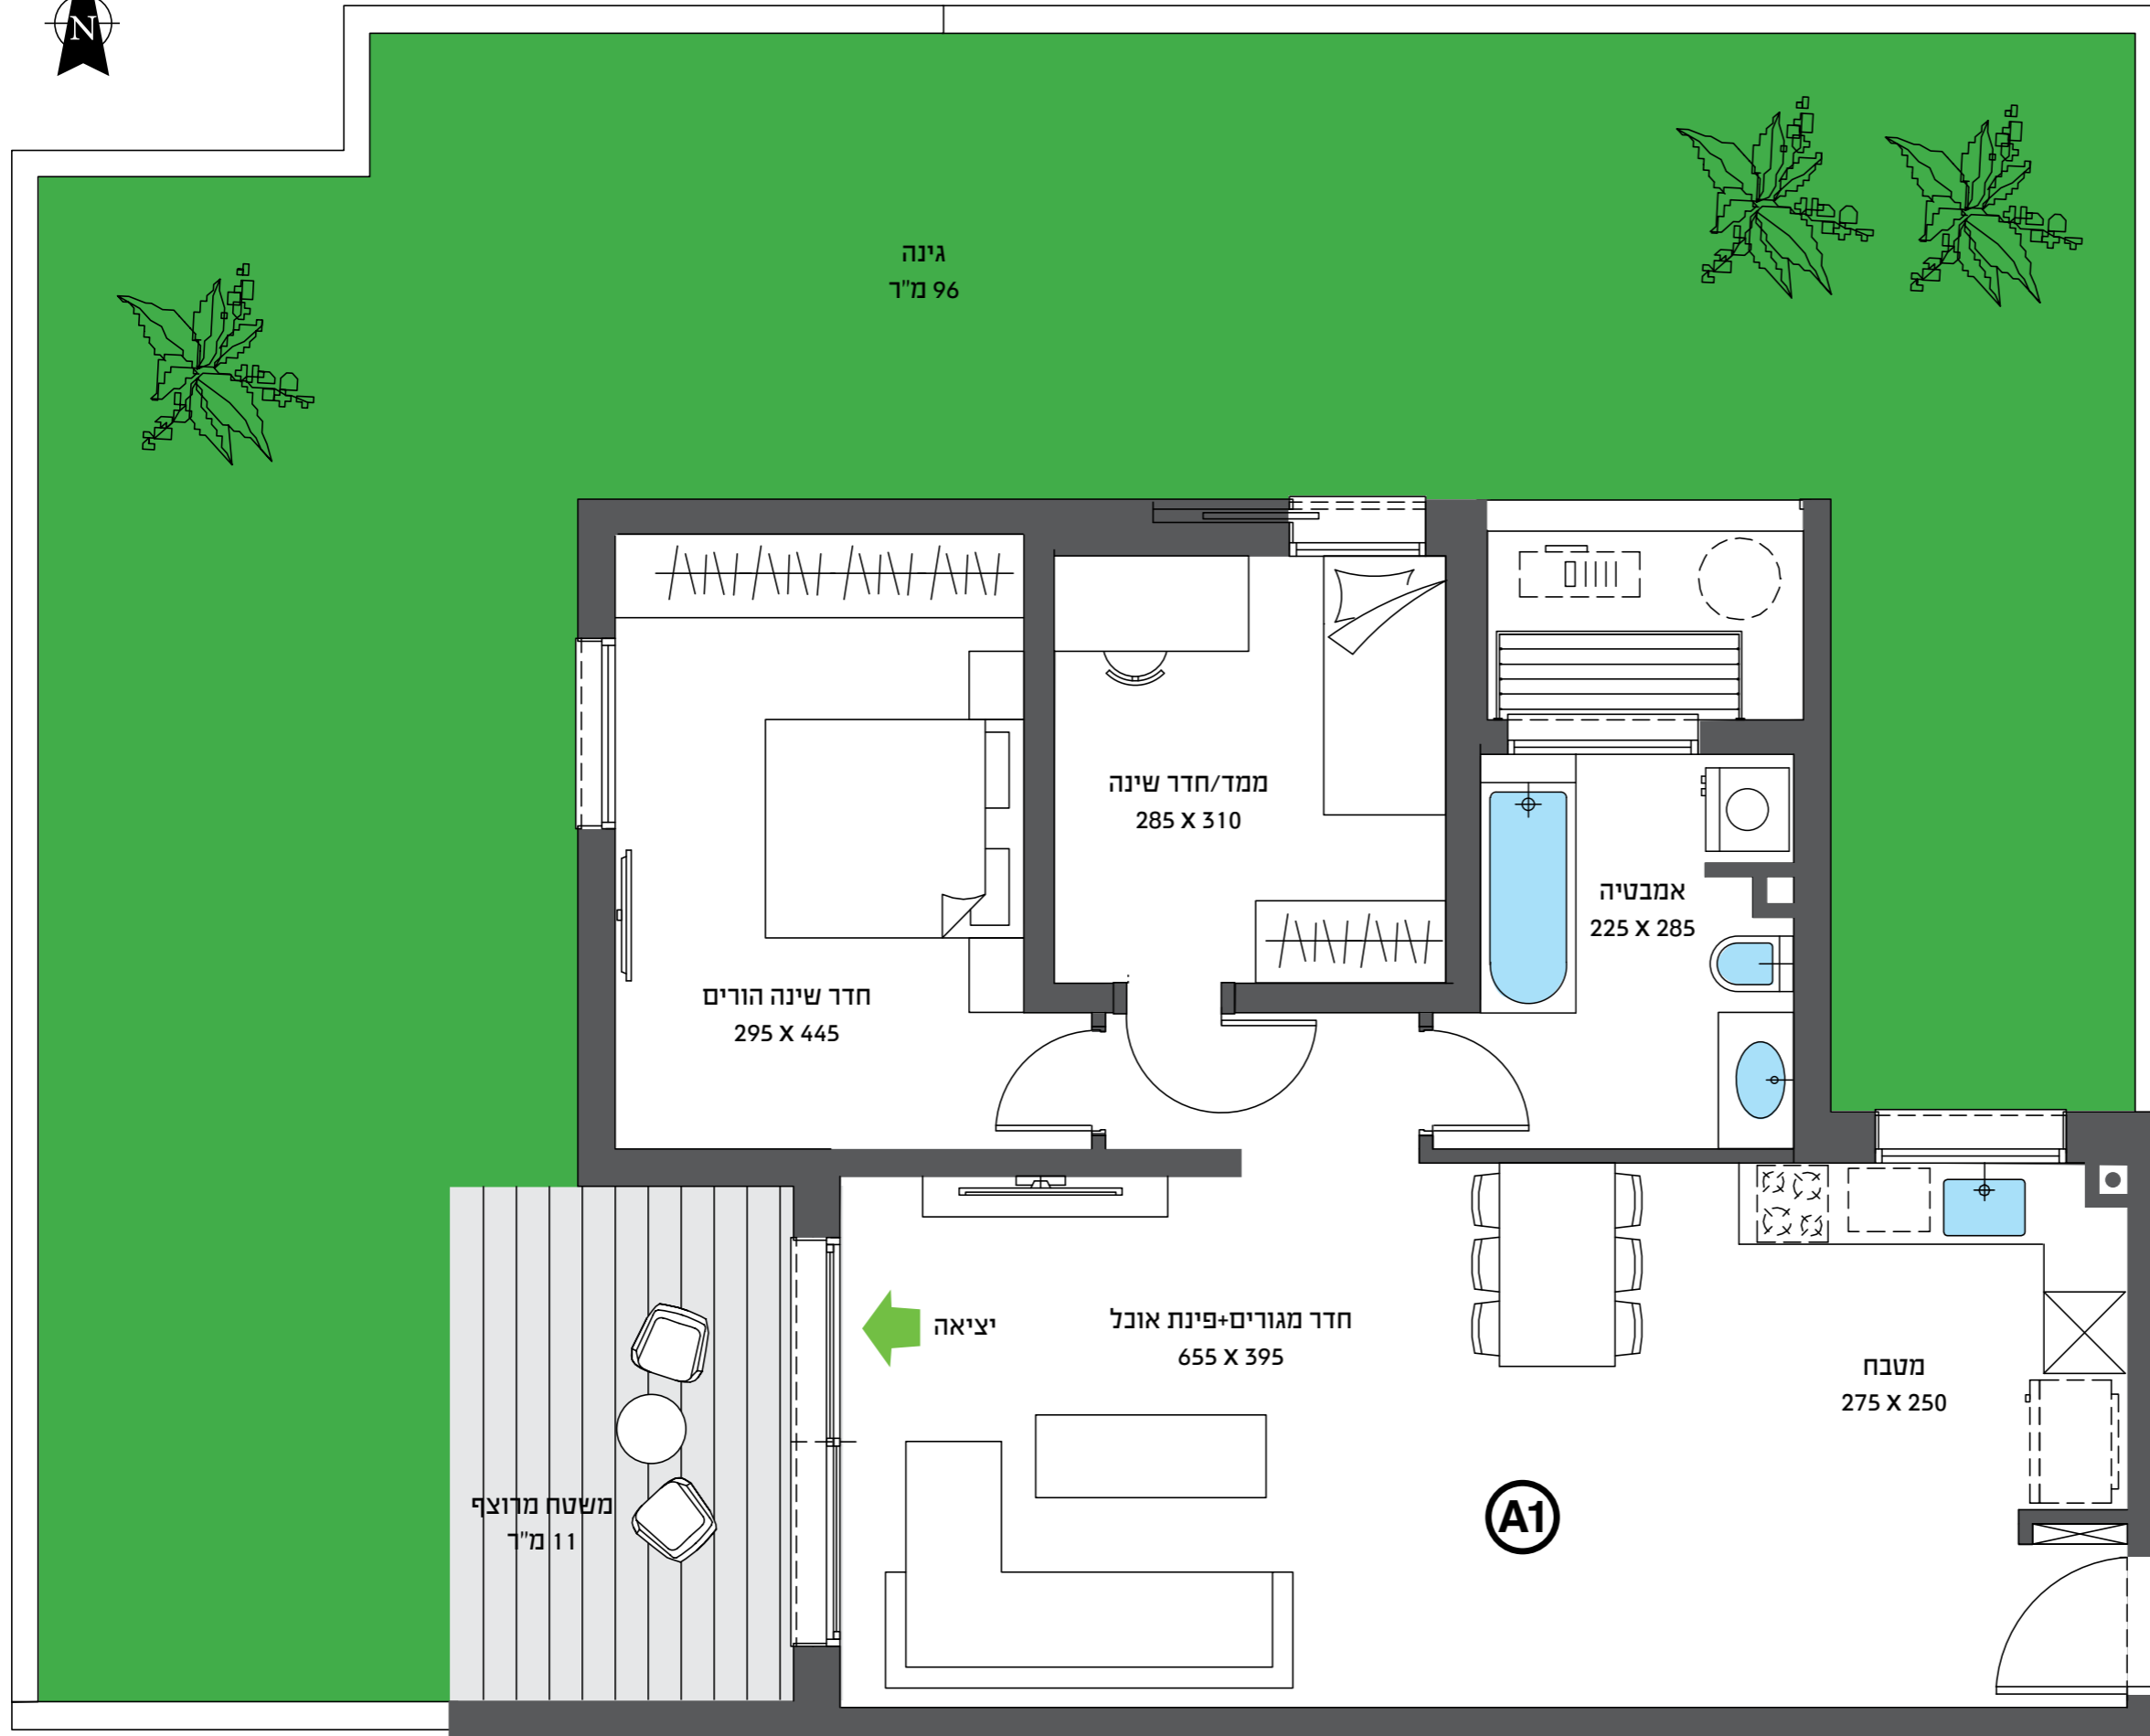 N
גינה
96 מ"ר
ממד/חדר שינה
285 X 310
אמבטיה
225 X 285
חדר שינה הורים
295 X 445
יציאה
חדר מגורים+פינת אוכל
655 X 395
מטבח
275 X 250
משטח מרוצף
11 מ"ר
A1